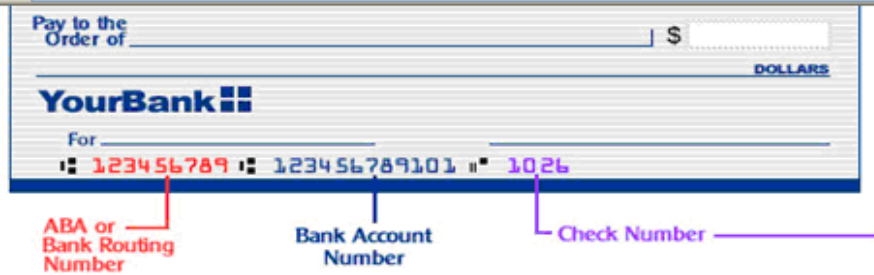 Pay to the
Order of $
DOLLARS
YourBank
For
⑆ 123456789 ⑆ 123456789101 ⑈ 1026
ABA or
Bank Routing
Number
Bank Account
Number
Check Number